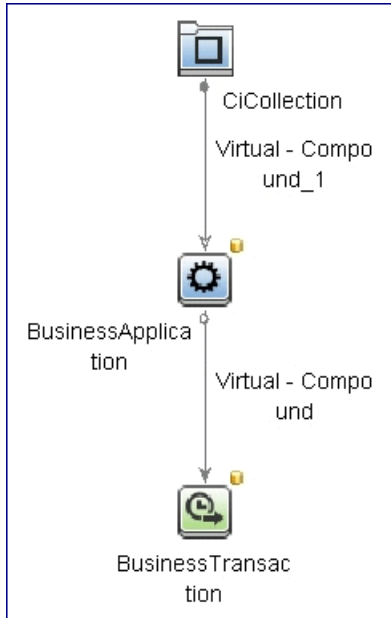 CiCollection
Virtual - Compo
und_1
BusinessApplica
tion
Virtual - Compo
und
BusinessTransac
tion